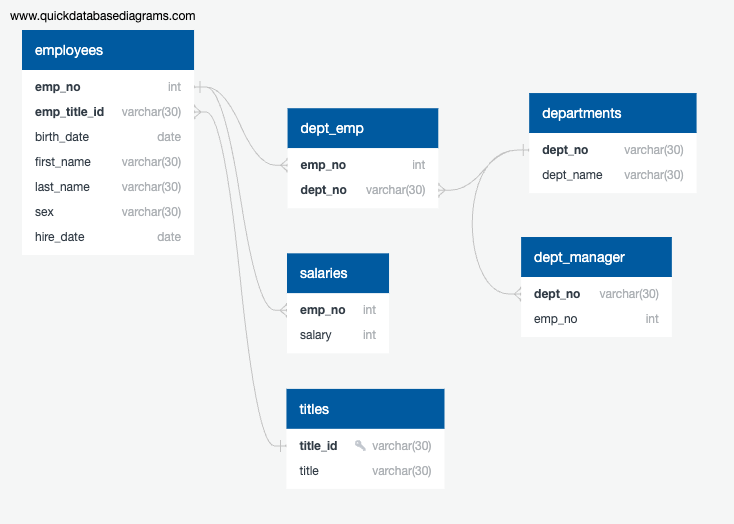 www.quickdatabasediagrams.com
employees
emp_no int
emp_title_id varchar(30)
birth_date date
first_name varchar(30)
last_name varchar(30)
sex varchar(30)
hire_date date
dept_emp
emp_no int
dept_no varchar(30)
departments
dept_no varchar(30)
dept_name varchar(30)
salaries
emp_no int
salary int
dept_manager
dept_no varchar(30)
emp_no int
titles
title_id varchar(30)
title varchar(30)